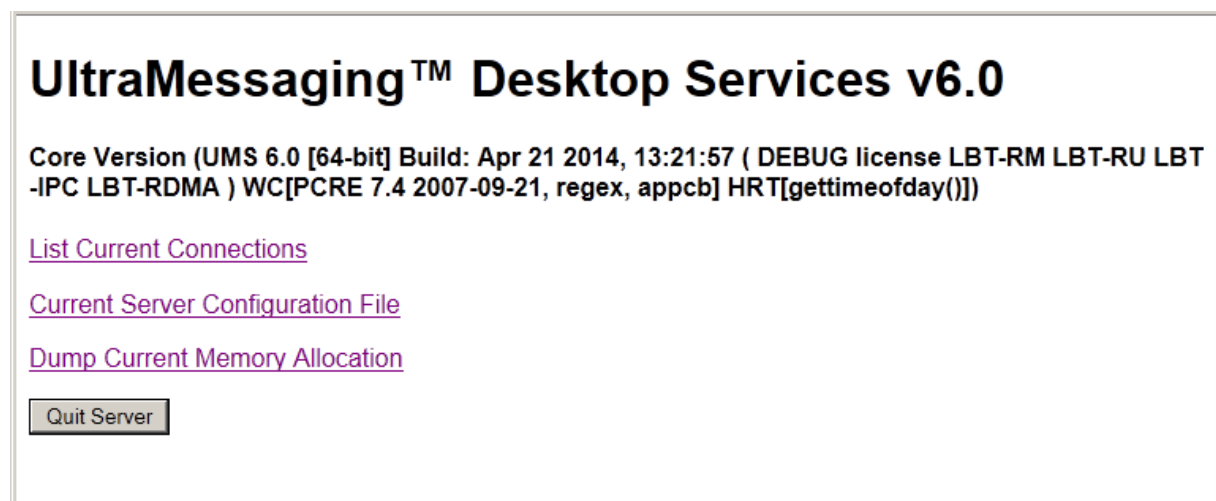 UltraMessaging™ Desktop Services v6.0
Core Version (UMS 6.0 [64-bit] Build: Apr 21 2014, 13:21:57 ( DEBUG license LBT-RM LBT-RU LBT
-IPC LBT-RDMA ) WC[PCRE 7.4 2007-09-21, regex, appcb] HRT[gettimeofday()])
List Current Connections
Current Server Configuration File
Dump Current Memory Allocation
Quit Server